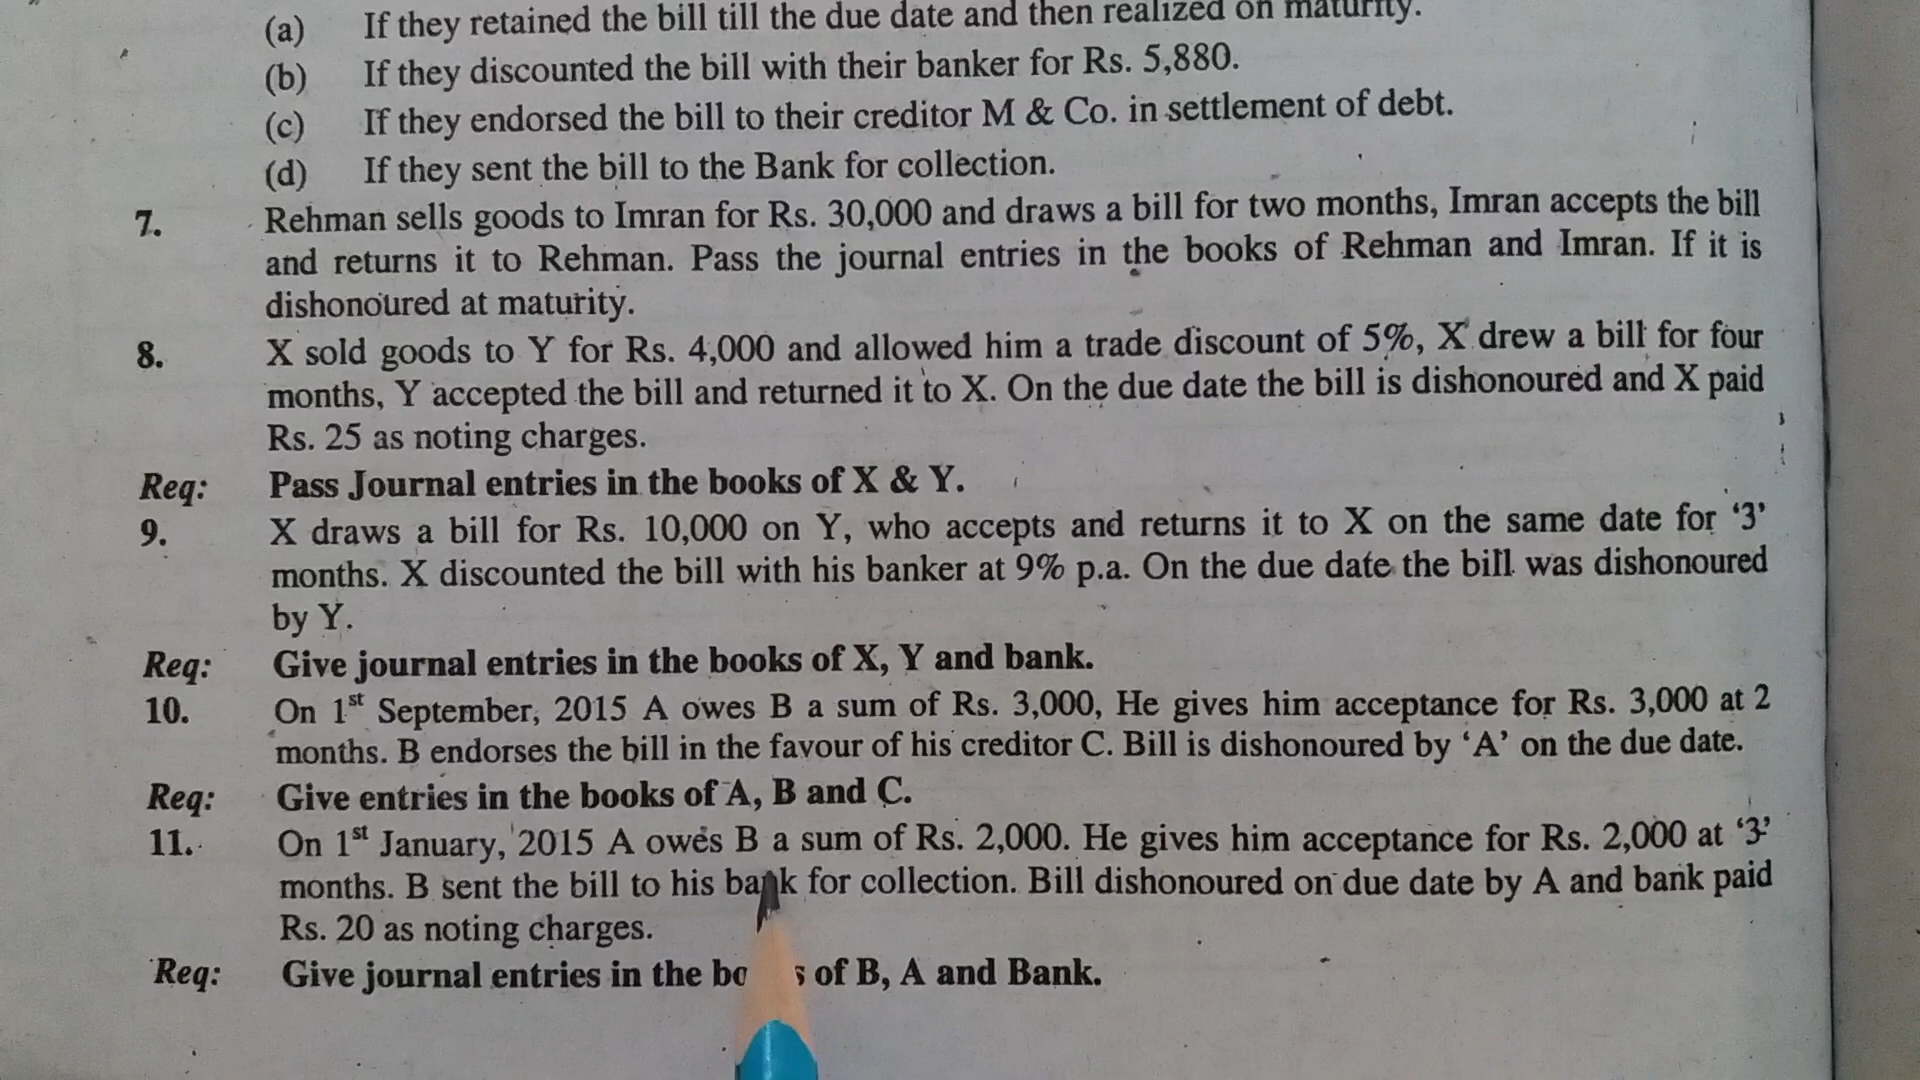 (a) If they retained the bill till the due date and then realized on maturity.
(b) If they discounted the bill with their banker for Rs. 5,880.
(c) If they endorsed the bill to their creditor M & Co. in settlement of debt.
(d) If they sent the bill to the Bank for collection.
7. Rehman sells goods to Imran for Rs. 30,000 and draws a bill for two months, Imran accepts the bill
and returns it to Rehman. Pass the journal entries in the books of Rehman and Imran. If it is
dishonoured at maturity.
8. X sold goods to Y for Rs. 4,000 and allowed him a trade discount of 5%, X drew a bill for four
months, Y accepted the bill and returned it to X. On the due date the bill is dishonoured and X paid
Rs. 25 as noting charges.
Req: Pass Journal entries in the books of X & Y.
9. X draws a bill for Rs. 10,000 on Y, who accepts and returns it to X on the same date for ‘3’
months. X discounted the bill with his banker at 9% p.a. On the due date the bill was dishonoured
by Y.
Req: Give journal entries in the books of X, Y and bank.
10. On 1st September, 2015 A owes B a sum of Rs. 3,000, He gives him acceptance for Rs. 3,000 at 2
months. B endorses the bill in the favour of his creditor C. Bill is dishonoured by ‘A’ on the due date.
Req: Give entries in the books of A, B and C.
11. On 1st January, 2015 A owes B a sum of Rs. 2,000. He gives him acceptance for Rs. 2,000 at ‘3’
months. B sent the bill to his bank for collection. Bill dishonoured on due date by A and bank paid
Rs. 20 as noting charges.
Req: Give journal entries in the of B, A and Bank.